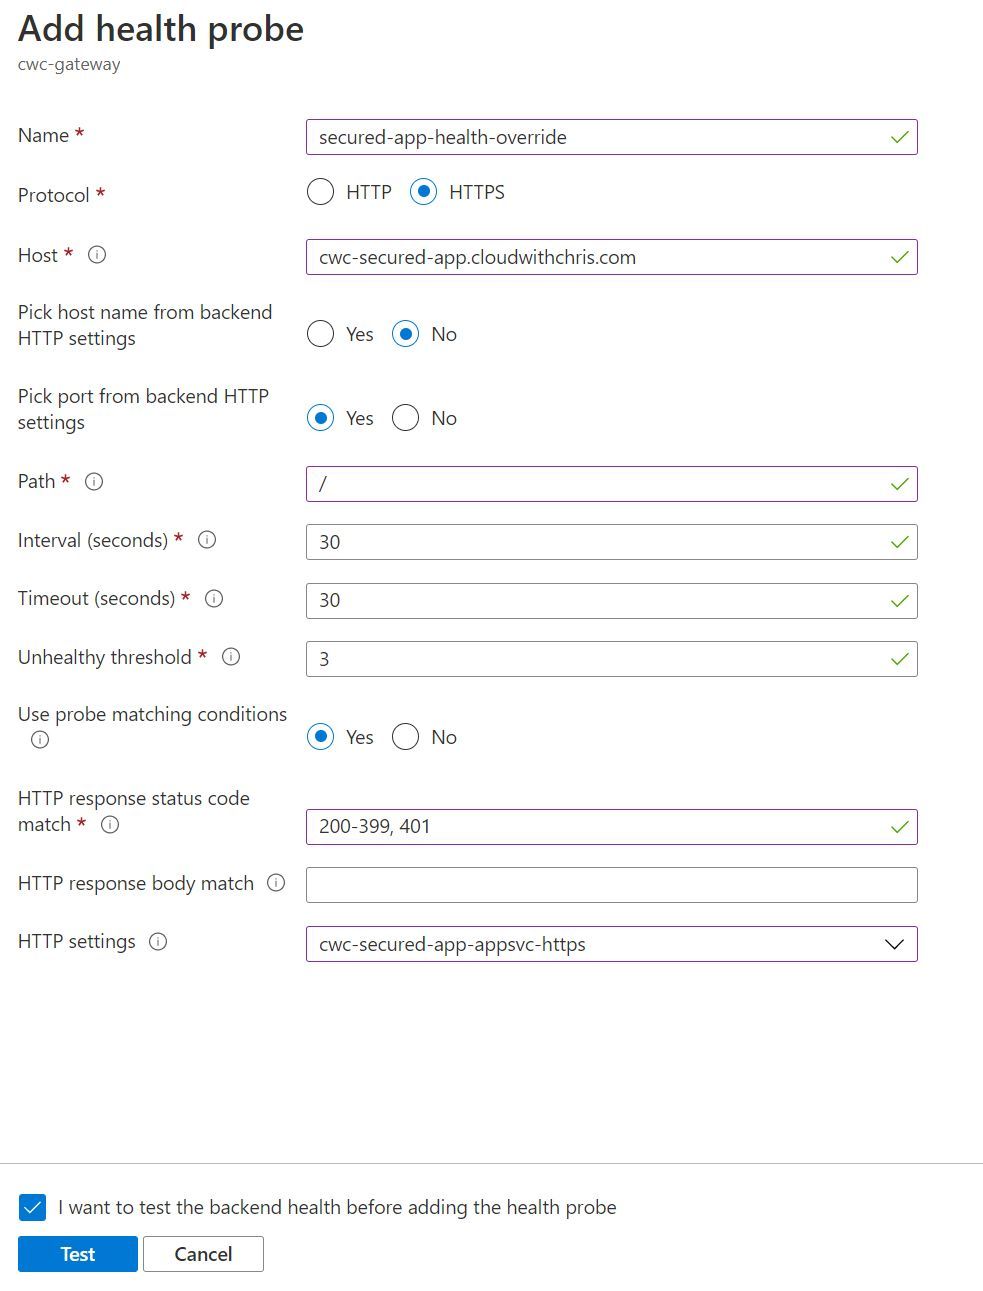 Add health probe
cwc-gateway
Name *
secured-app-health-override
Protocol *
HTTP HTTPS
Host *
cwc-secured-app.cloudwithchris.com
Pick host name from backend
HTTP settings
Yes No
Pick port from backend HTTP
settings
Yes No
Path *
/
Interval (seconds) *
30
Timeout (seconds) *
30
Unhealthy threshold *
3
Use probe matching conditions
Yes No
HTTP response status code
match *
200-399, 401
HTTP response body match
HTTP settings
cwc-secured-app-appsvc-https
I want to test the backend health before adding the health probe
Test Cancel